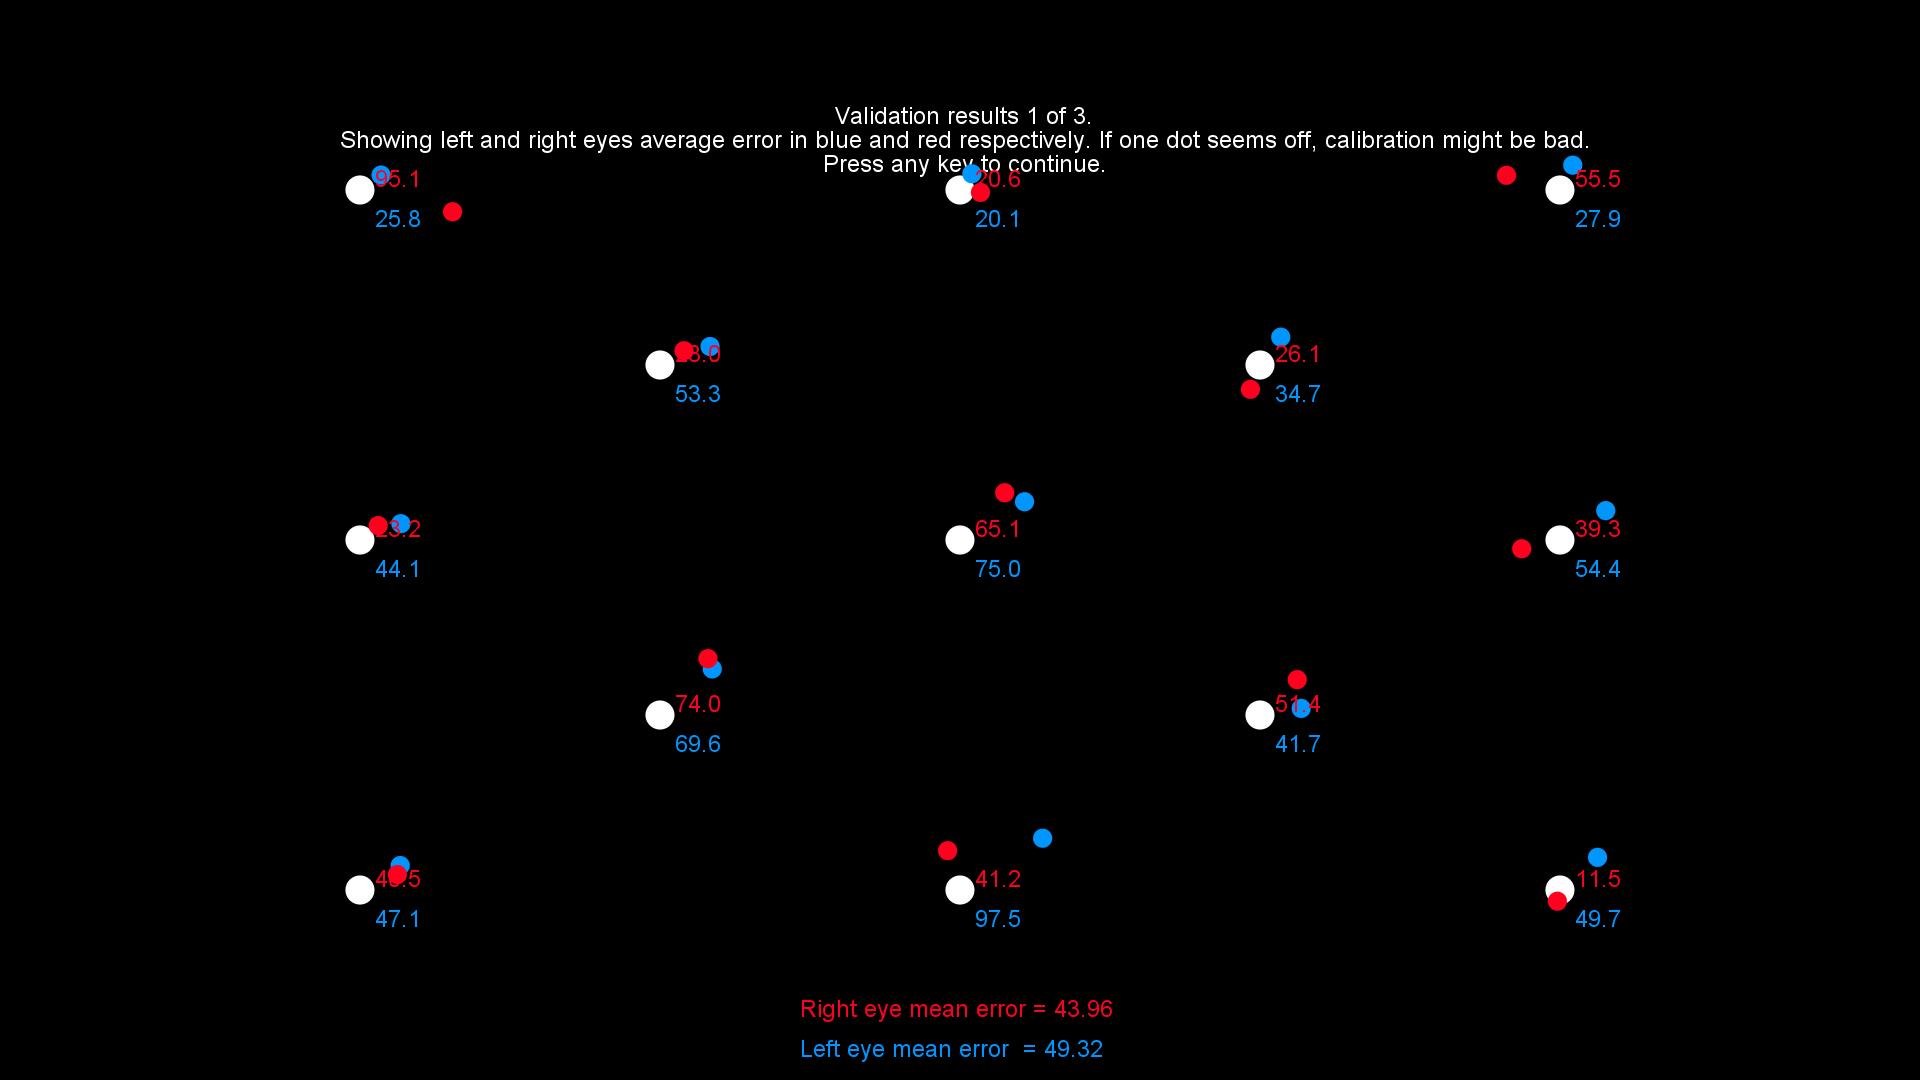 Validation results 1 of 3.
Showing left and right eyes average error in blue and red respectively. If one dot seems off, calibration might be bad.
Press any key to continue.
95.1 20.6 55.5
25.8 20.1 27.9
28.0 26.1
53.3 34.7
23.2 65.1 39.3
44.1 75.0 54.4
74.0 51.4
69.6 41.7
41.2 11.5
47.1 97.5 49.7
Right eye mean error = 43.96
Left eye mean error = 49.32